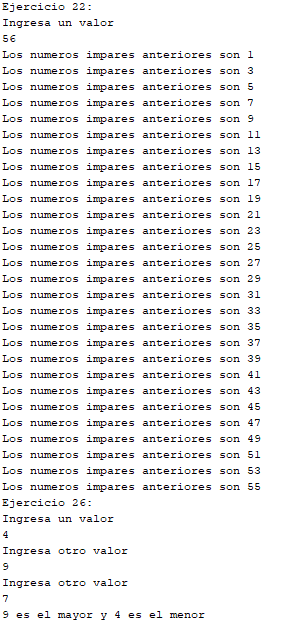 Ejercicio 22:
Ingresa un valor
56
Los numeros impares anteriores son 1
Los numeros impares anteriores son 3
Los numeros impares anteriores son 5
Los numeros impares anteriores son 7
Los numeros impares anteriores son 9
Los numeros impares anteriores son 11
Los numeros impares anteriores son 13
Los numeros impares anteriores son 15
Los numeros impares anteriores son 17
Los numeros impares anteriores son 19
Los numeros impares anteriores son 21
Los numeros impares anteriores son 23
Los numeros impares anteriores son 25
Los numeros impares anteriores son 27
Los numeros impares anteriores son 29
Los numeros impares anteriores son 31
Los numeros impares anteriores son 33
Los numeros impares anteriores son 35
Los numeros impares anteriores son 37
Los numeros impares anteriores son 39
Los numeros impares anteriores son 41
Los numeros impares anteriores son 43
Los numeros impares anteriores son 45
Los numeros impares anteriores son 47
Los numeros impares anteriores son 49
Los numeros impares anteriores son 51
Los numeros impares anteriores son 53
Los numeros impares anteriores son 55
Ejercicio 26:
Ingresa un valor
4
Ingresa otro valor
9
Ingresa otro valor
7
9 es el mayor y 4 es el menor